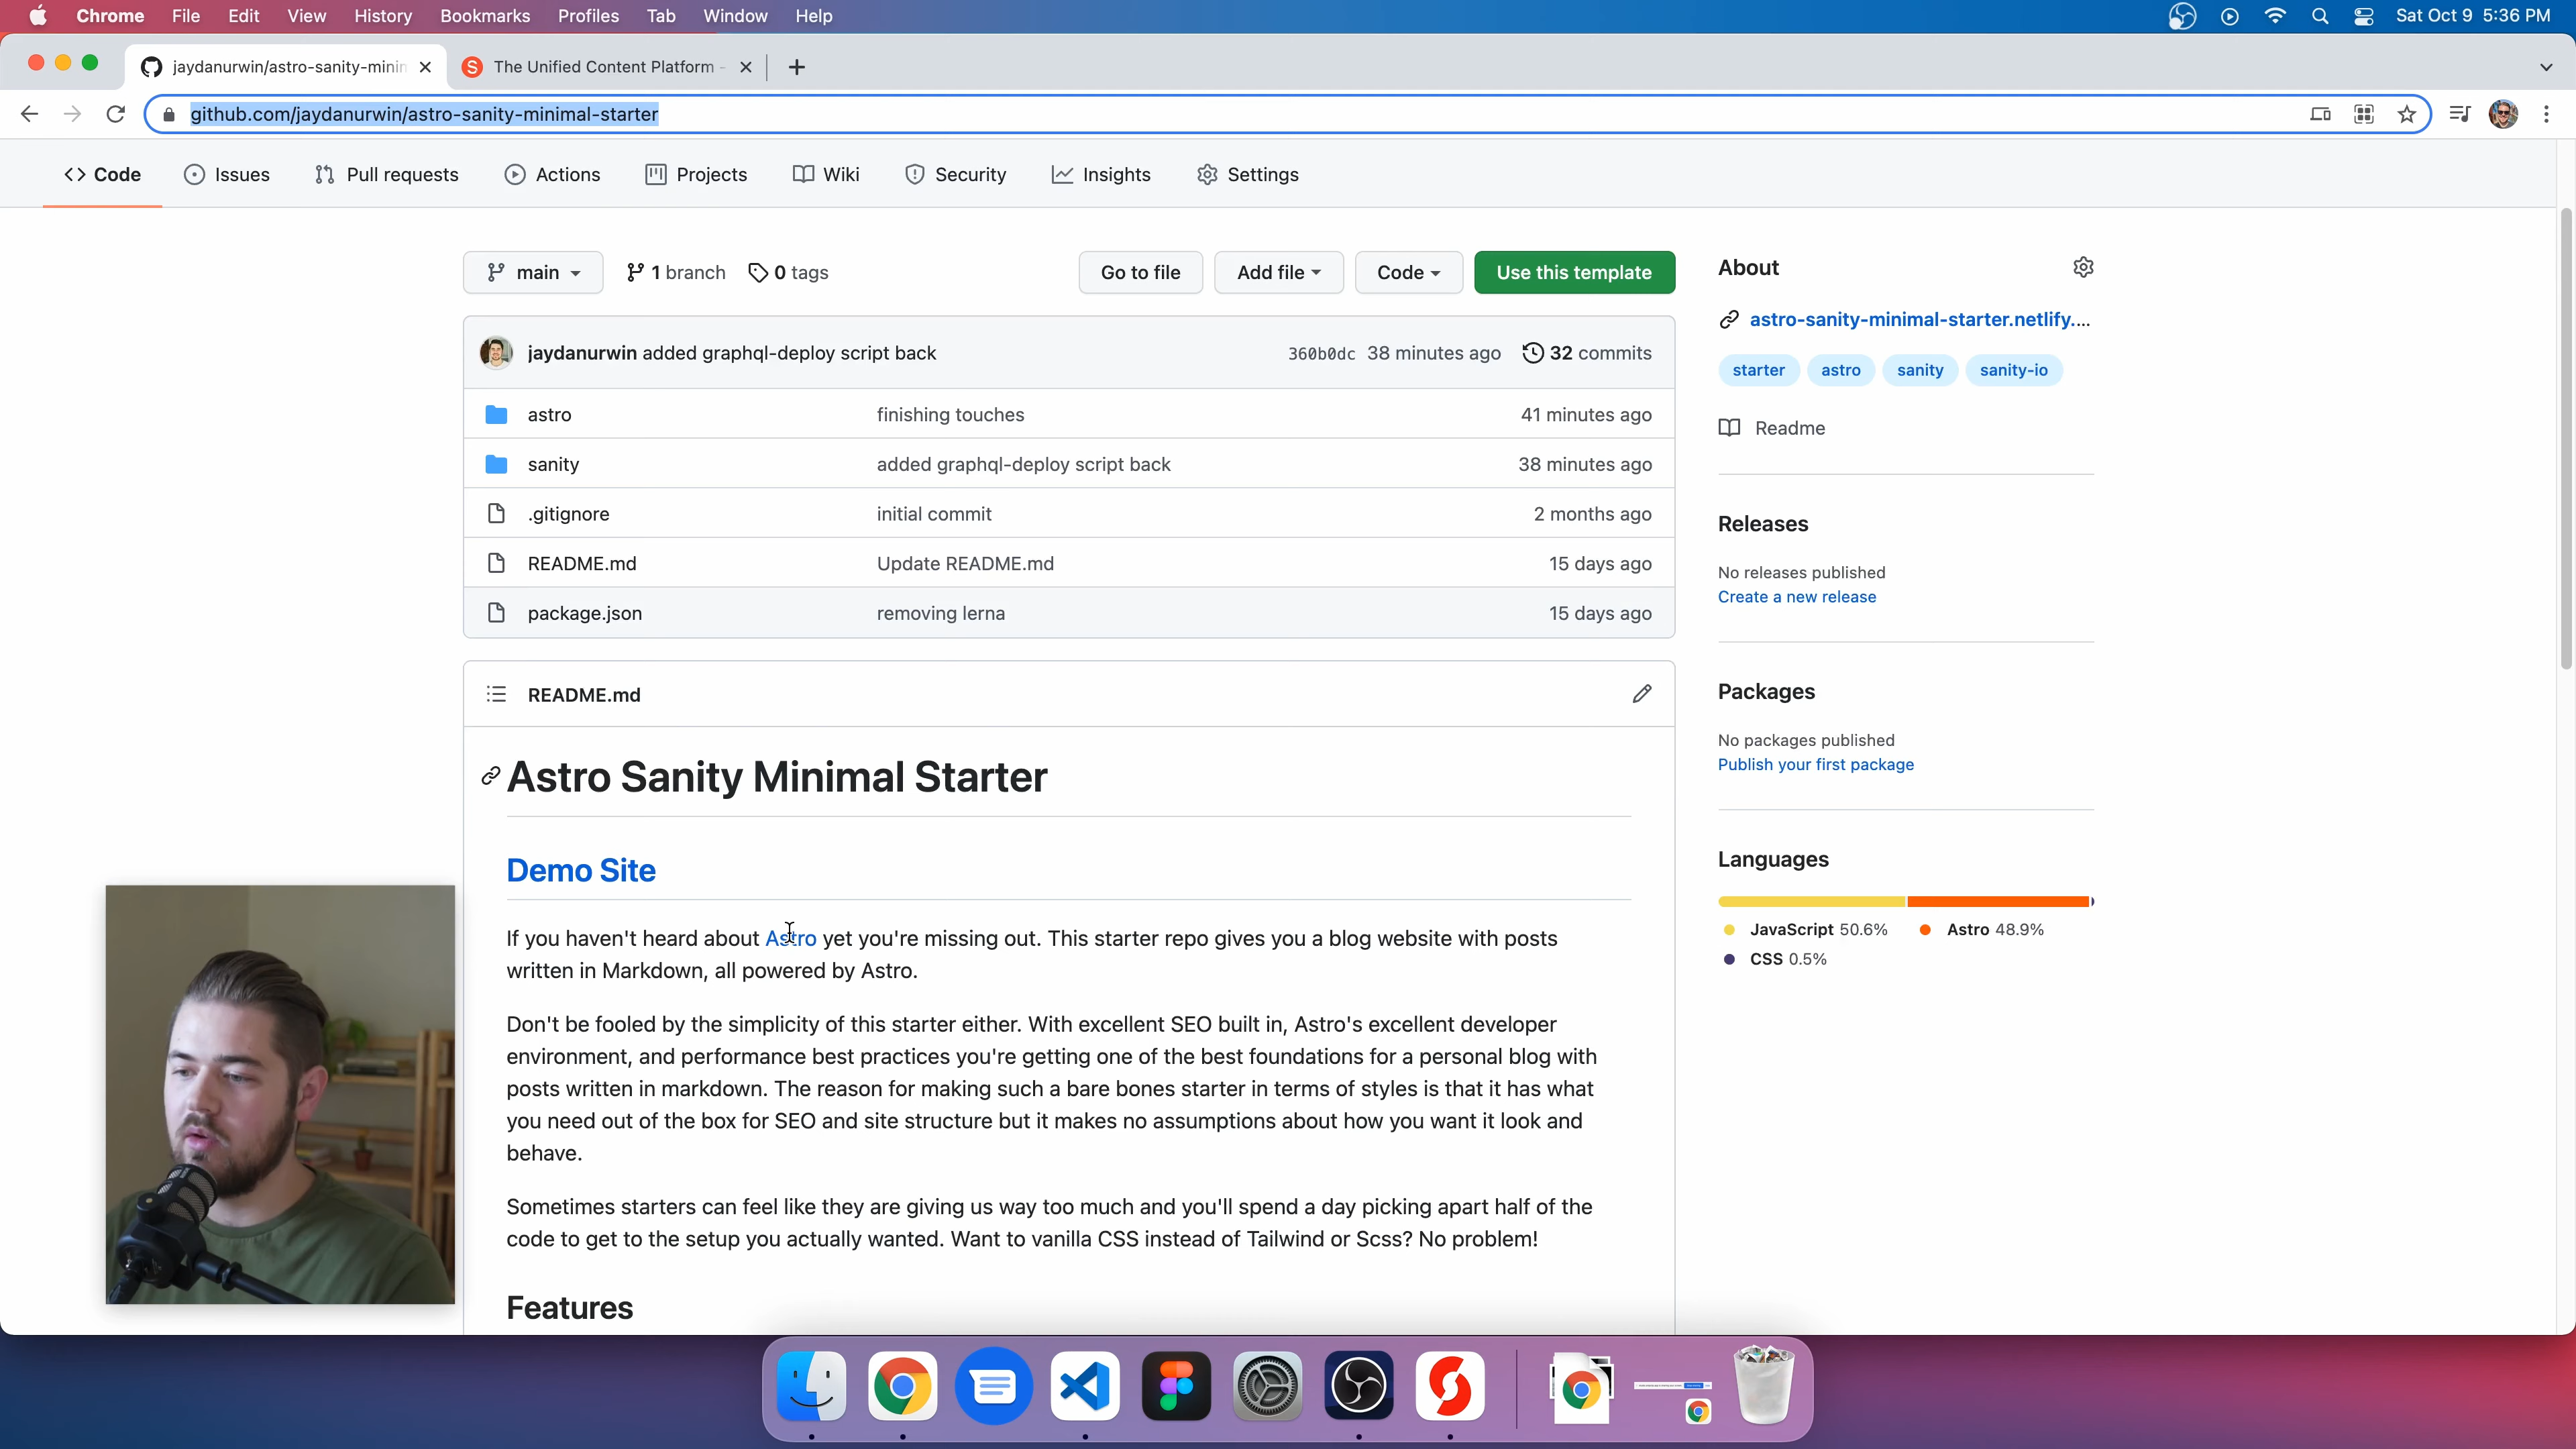 Chrome File Edit View History Bookmarks Profiles Tab Window Help Sat Oct 9 5:36 PM
jaydanurwin/astro-sanity-minin The Unified Content Platform -
github.com/jaydanurwin/astro-sanity-minimal-starter
Code Issues Pull requests Actions Projects Wiki Security Insights Settings
main 1 branch 0 tags Go to file Add file Code Use this template
jaydanurwin added graphql-deploy script back 360b0dc 38 minutes ago 32 commits
astro finishing touches 41 minutes ago
sanity added graphql-deploy script back 38 minutes ago
.gitignore initial commit 2 months ago
README.md Update README.md 15 days ago
package.json removing lerna 15 days ago
README.md
Astro Sanity Minimal Starter
Demo Site
If you haven't heard about Astro yet you're missing out. This starter repo gives you a blog website with posts
written in Markdown, all powered by Astro.
Don't be fooled by the simplicity of this starter either. With excellent SEO built in, Astro's excellent developer
environment, and performance best practices you're getting one of the best foundations for a personal blog with
posts written in markdown. The reason for making such a bare bones starter in terms of styles is that it has what
you need out of the box for SEO and site structure but it makes no assumptions about how you want it look and
behave.
Sometimes starters can feel like they are giving us way too much and you'll spend a day picking apart half of the
code to get to the setup you actually wanted. Want to vanilla CSS instead of Tailwind or Scss? No problem!
Features
About
astro-sanity-minimal-starter.netlify....
starter astro sanity sanity-io
Readme
Releases
No releases published
Create a new release
Packages
No packages published
Publish your first package
Languages
JavaScript 50.6% Astro 48.9%
CSS 0.5%